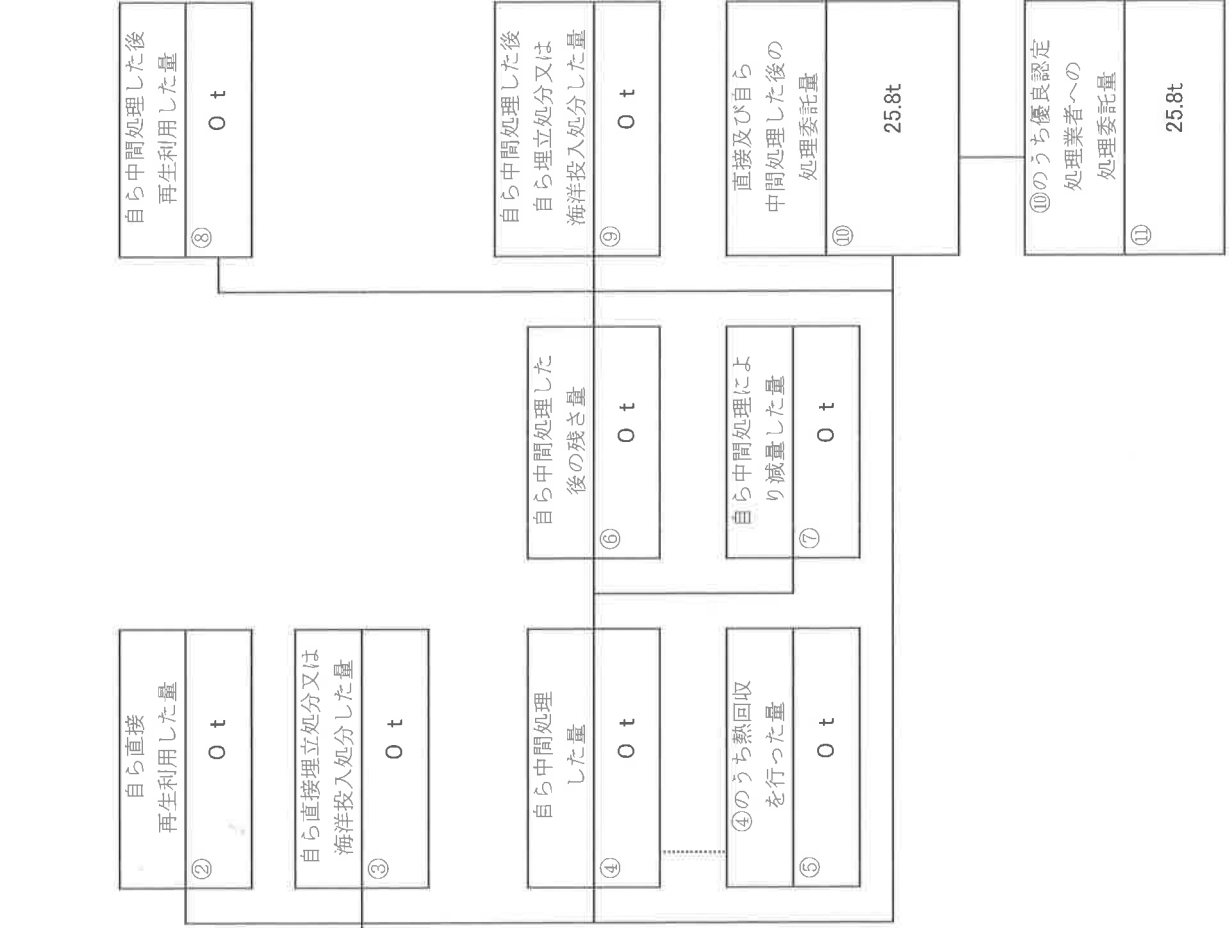 自ら直接
再生利用した量
②
0 t
自ら直接埋立処分又は
海洋投入処分した量
③
0 t
自ら中間処理
した量
④
0 t
④のうち熱回収
を行った量
⑤
0 t
自ら中間処理した
後の残さ量
⑥
0 t
自ら中間処理によ
り減量した量
⑦
0 t
自ら中間処理した後
再生利用した量
⑧
0 t
自ら中間処理した後
自ら埋立処分又は
海洋投入処分した量
⑨
0 t
直接及び自ら
中間処理した後の
処理委託量
⑩
25.8t
⑩のうち優良認定
処理業者への
処理委託量
⑪
25.8t